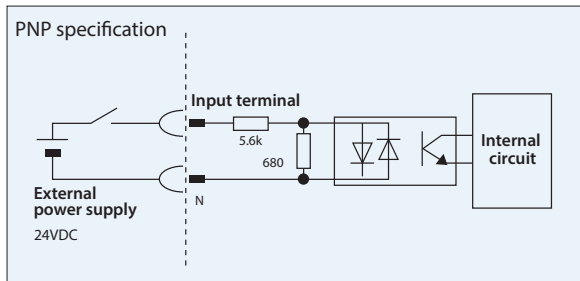 PNP specification
Input terminal
5.6k
680
Internal
circuit
N
External
power supply
24VDC